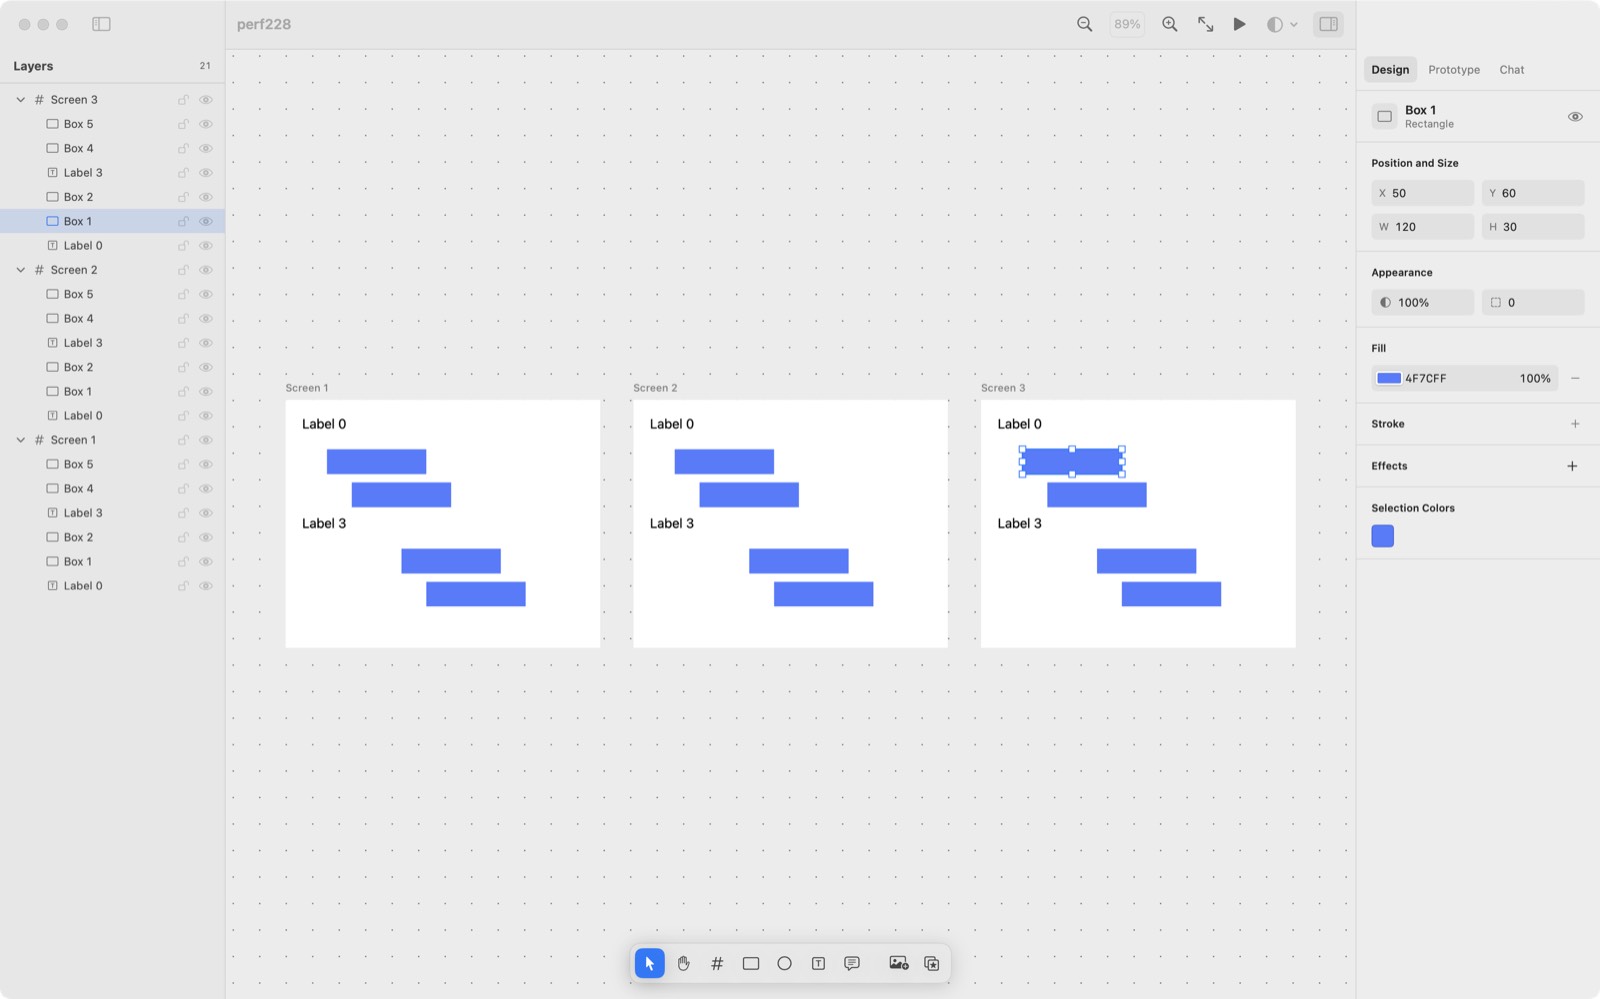 perf228
89%
Layers
21
Screen 3
Box 5
Box 4
Label 3
Box 2
Box 1
Label 0
Screen 2
Box 5
Box 4
Label 3
Box 2
Box 1
Label 0
Screen 1
Box 5
Box 4
Label 3
Box 2
Box 1
Label 0
Screen 1
Label 0
Label 3
Screen 2
Label 0
Label 3
Screen 3
Label 0
Label 3
Design Prototype Chat
Box 1
Rectangle
Position and Size
X 50 Y 60
W 120 H 30
Appearance
100% 0
Fill
4F7CFF 100%
Stroke
Effects
Selection Colors